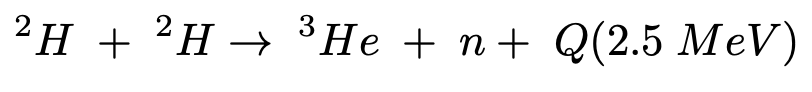 ²H + ²H → ³He + n + Q(2.5 MeV)